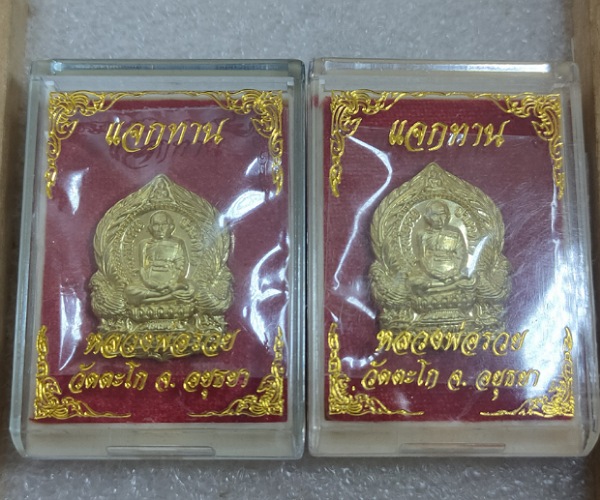 แจกทาน
หลวงพ่อรวย
วัดตะโก จ. อยุธยา
แจกทาน
หลวงพ่อรวย
วัดตะโก จ. อยุธยา